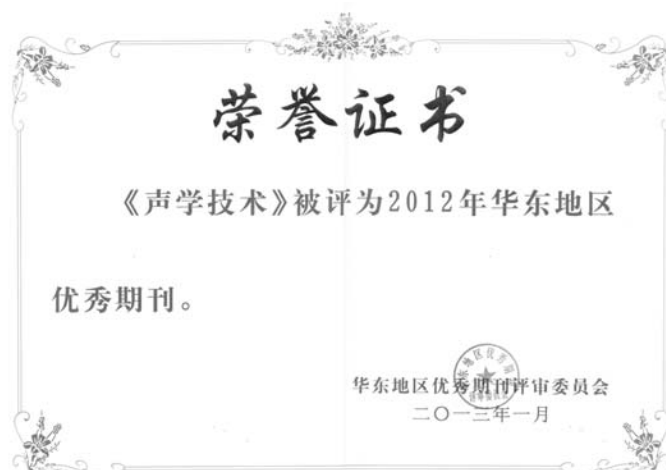 荣誉证书
《声学技术》被评为2012年华东地区
优秀期刊。
华东地区优秀期刊评审委员会
二〇一三年一月